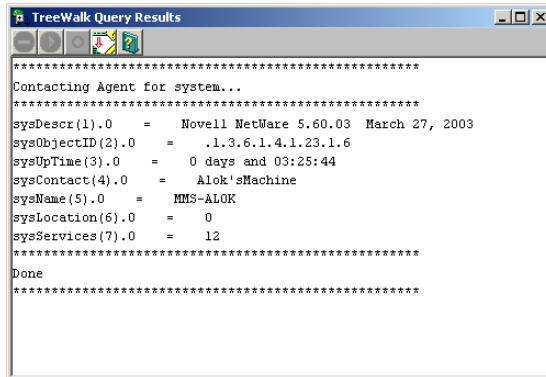 TreeWalk Query Results
****************************************************
Contacting Agent for system...
****************************************************
sysDescr(1).0    =    Novell NetWare 5.60.03  March 27, 2003
sysObjectID(2).0    =    .1.3.6.1.4.1.23.1.6
sysUpTime(3).0    =    0 days and 03:25:44
sysContact(4).0    =    Alok'sMachine
sysName(5).0    =    MMS-ALOK
sysLocation(6).0    =    0
sysServices(7).0    =    12
****************************************************
Done
****************************************************